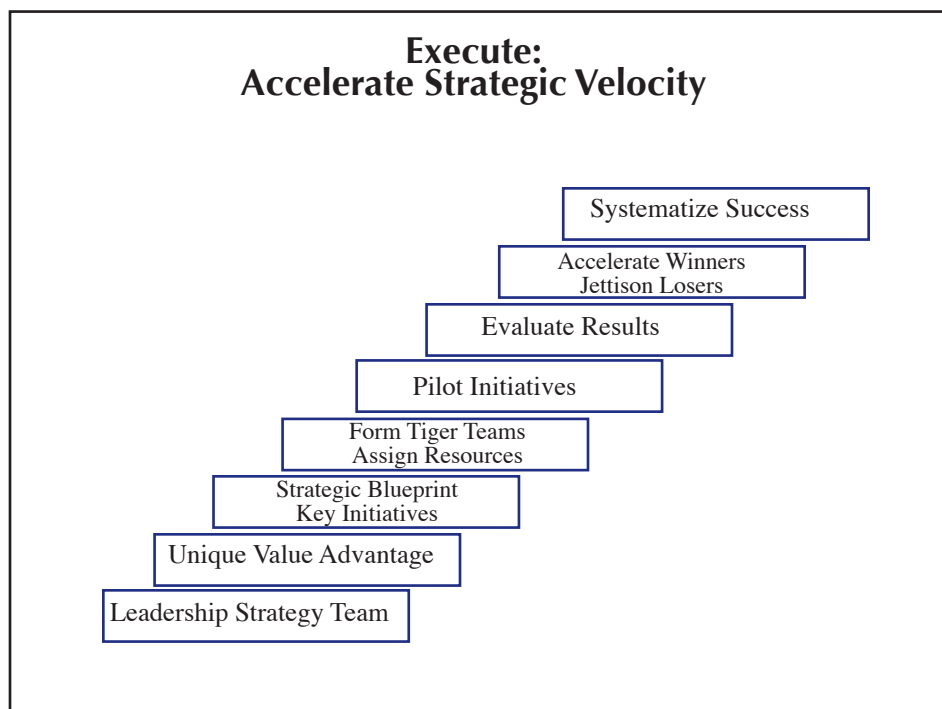 Execute:
Accelerate Strategic Velocity
Systematize Success
Accelerate Winners
Jettison Losers
Evaluate Results
Pilot Initiatives
Form Tiger Teams
Assign Resources
Strategic Blueprint
Key Initiatives
Unique Value Advantage
Leadership Strategy Team